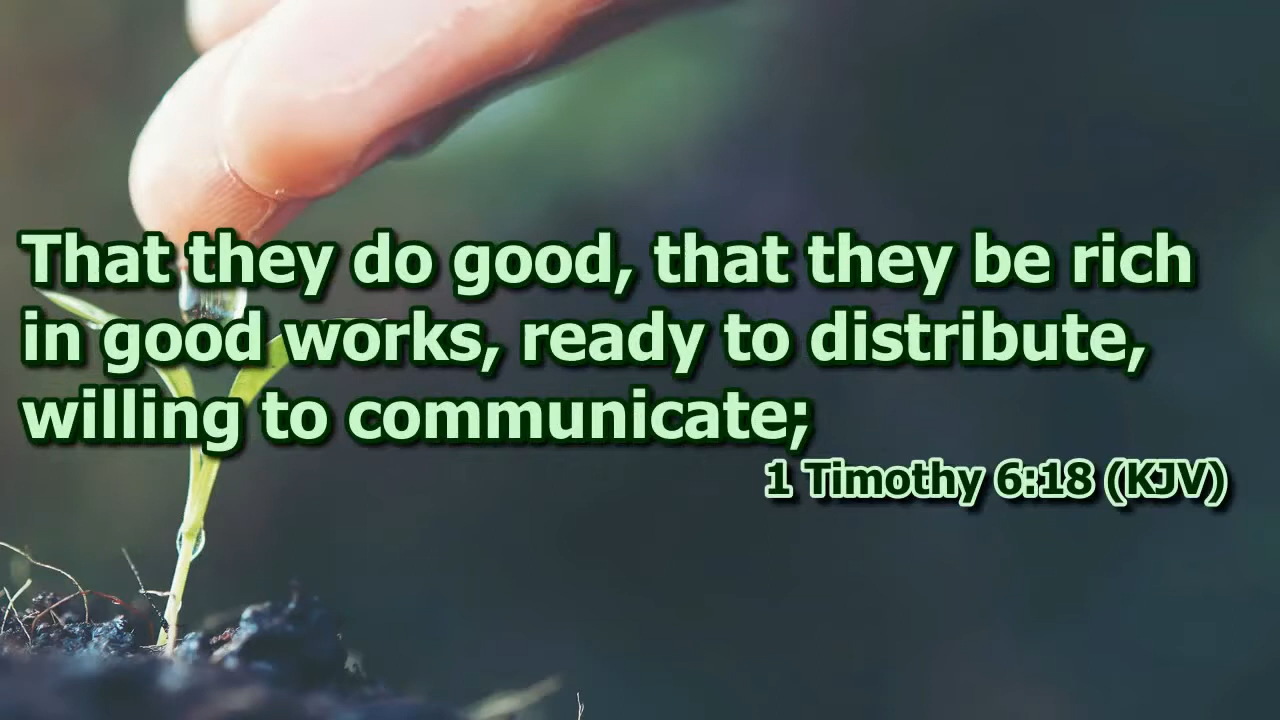 That they do good, that they be rich
in good works, ready to distribute,
willing to communicate;
1 Timothy 6:18 (KJV)